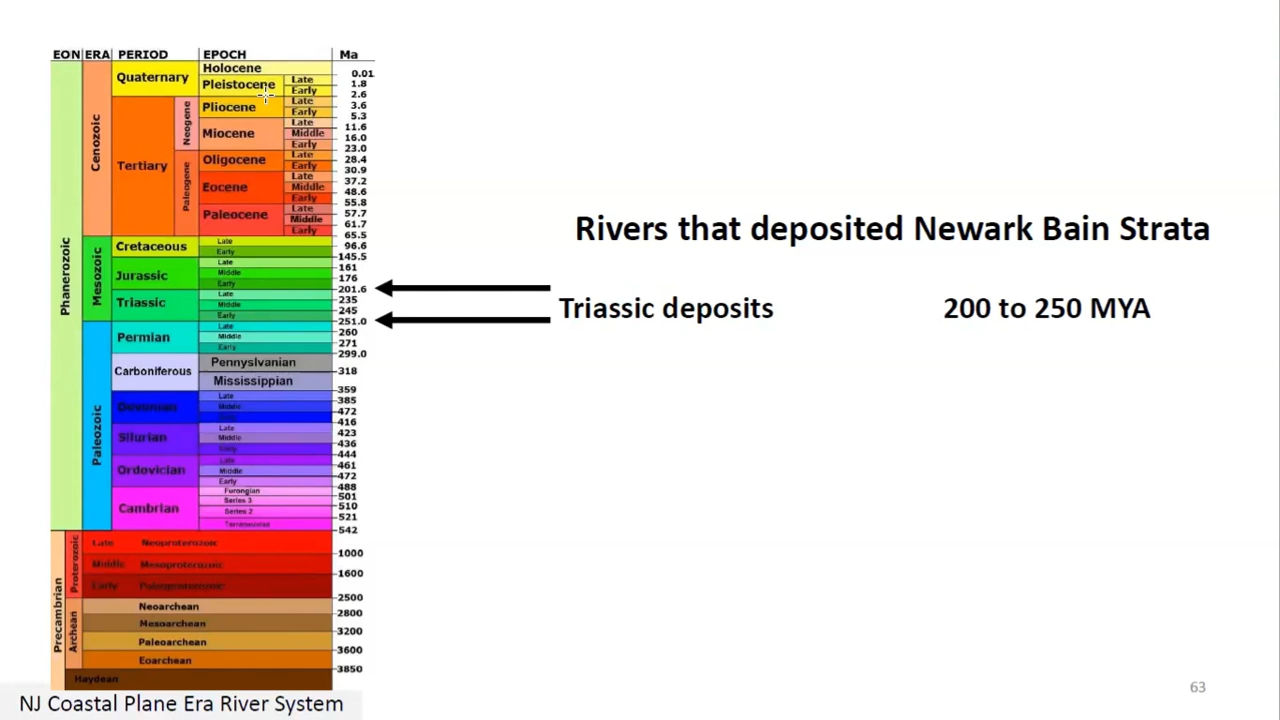 EON ERA PERIOD EPOCH Ma
Phanerozoic
Cenozoic
Quaternary
Holocene
0.01
Pleistocene
Late
1.8
Early
2.6
Tertiary
Neogene
Pliocene
Late
3.6
Early
5.3
Miocene
Late
11.6
Middle
16.0
Early
23.0
Paleogene
Oligocene
Late
28.4
Early
30.9
Eocene
Late
37.2
Middle
48.6
Early
55.8
Paleocene
Late
57.7
Middle
61.7
Early
65.5
Mesozoic
Cretaceous
Late
96.6
Early
145.5
Jurassic
Late
161
Middle
176
Early
201.6
Triassic
Late
235
Middle
245
Early
251.0
Paleozoic
Permian
Late
260
Middle
271
Early
299.0
Carboniferous
Pennyslvanian
318
Mississippian
359
Devonian
Late
385
Middle
472
416
Silurian
Late
423
Middle
436
Early
444
Ordovician
Late
461
Middle
472
Early
488
Cambrian
Furongian
501
Series 3
510
Series 2
521
Terreneuvian
542
Precambrian
Proterozoic
Late Neoproterozoic
1000
Middle Mesoproterozoic
1600
Early Paleoproterozoic
2500
Archean
Neoarchean
2800
Mesoarchean
3200
Paleoarchean
3600
Eoarchean
3850
Haydean
Rivers that deposited Newark Bain Strata
Triassic deposits 200 to 250 MYA
63
NJ Coastal Plane Era River System